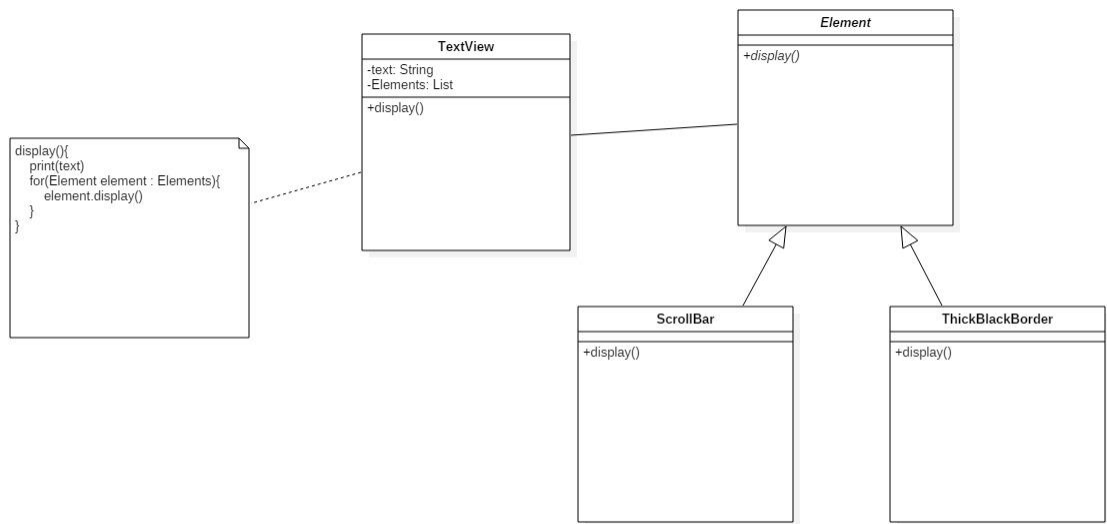 display(){
print(text)
for(Element element : Elements){
element.display()
}
}
TextView
-text: String
-Elements: List
+display()
Element
+display()
ScrollBar
+display()
ThickBlackBorder
+display()